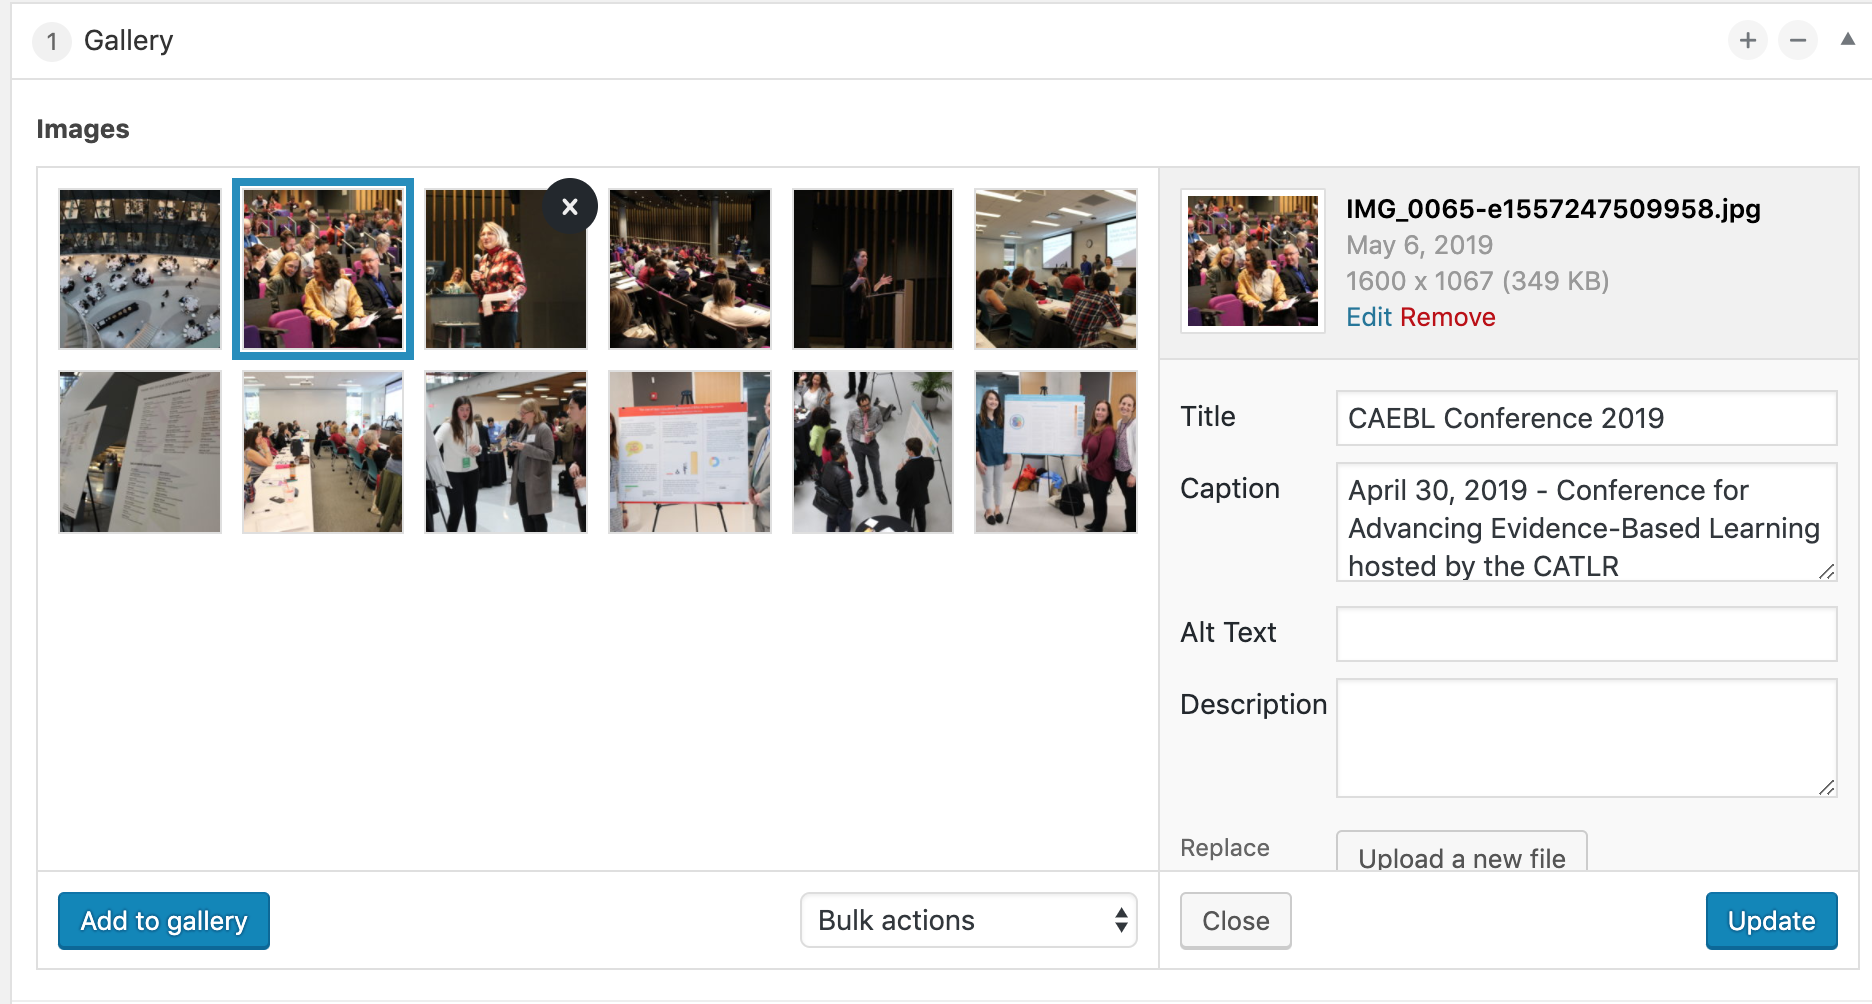 1 Gallery
Images
IMG_0065-e1557247509958.jpg
May 6, 2019
1600 x 1067 (349 KB)
Edit Remove
Title CAEBL Conference 2019
Caption April 30, 2019 - Conference for
Advancing Evidence-Based Learning
hosted by the CATLR
Alt Text
Description
Replace Upload a new file
Add to gallery Bulk actions Close Update